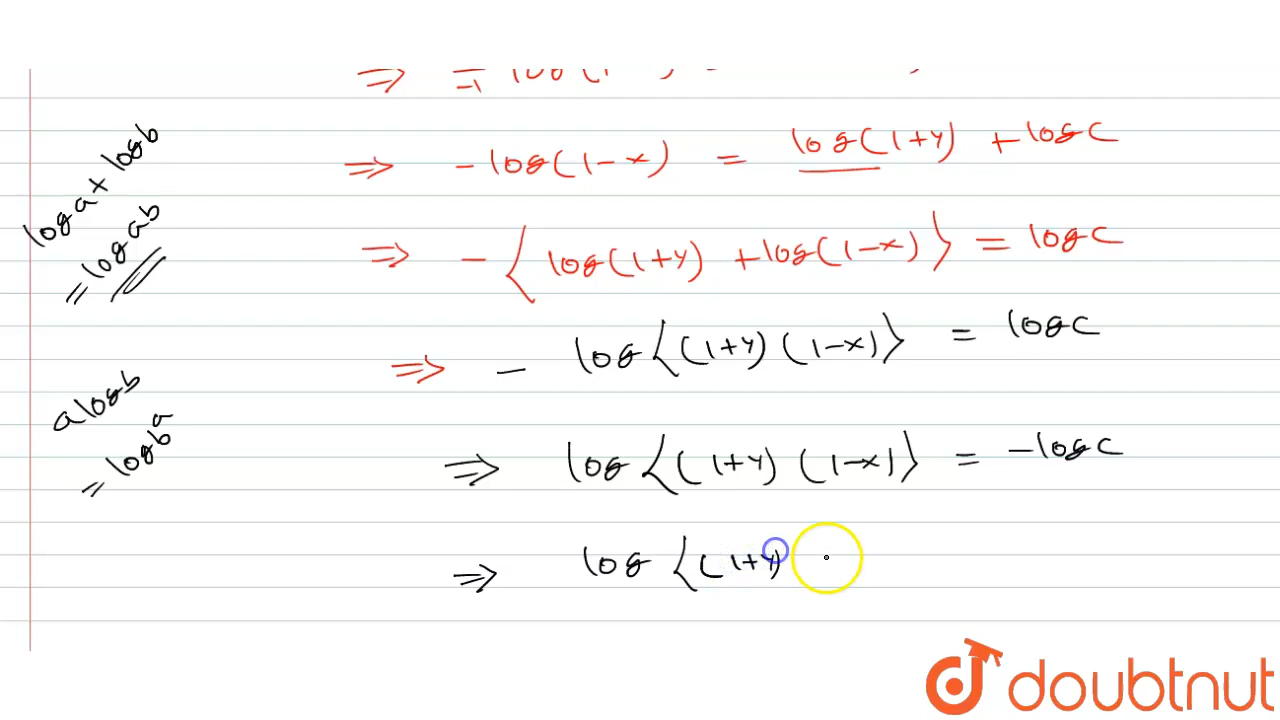 ⇒ - log(1-x) = log(1+y) + log c
⇒ - {log(1+y) + log(1-x)} = log c
⇒ - log{(1+y)(1-x)} = log c
⇒ log{(1+y)(1-x)} = -log c
⇒ log{(1+y)
log a + log b
= log ab
a log b
= log bᵃ
doubtnut